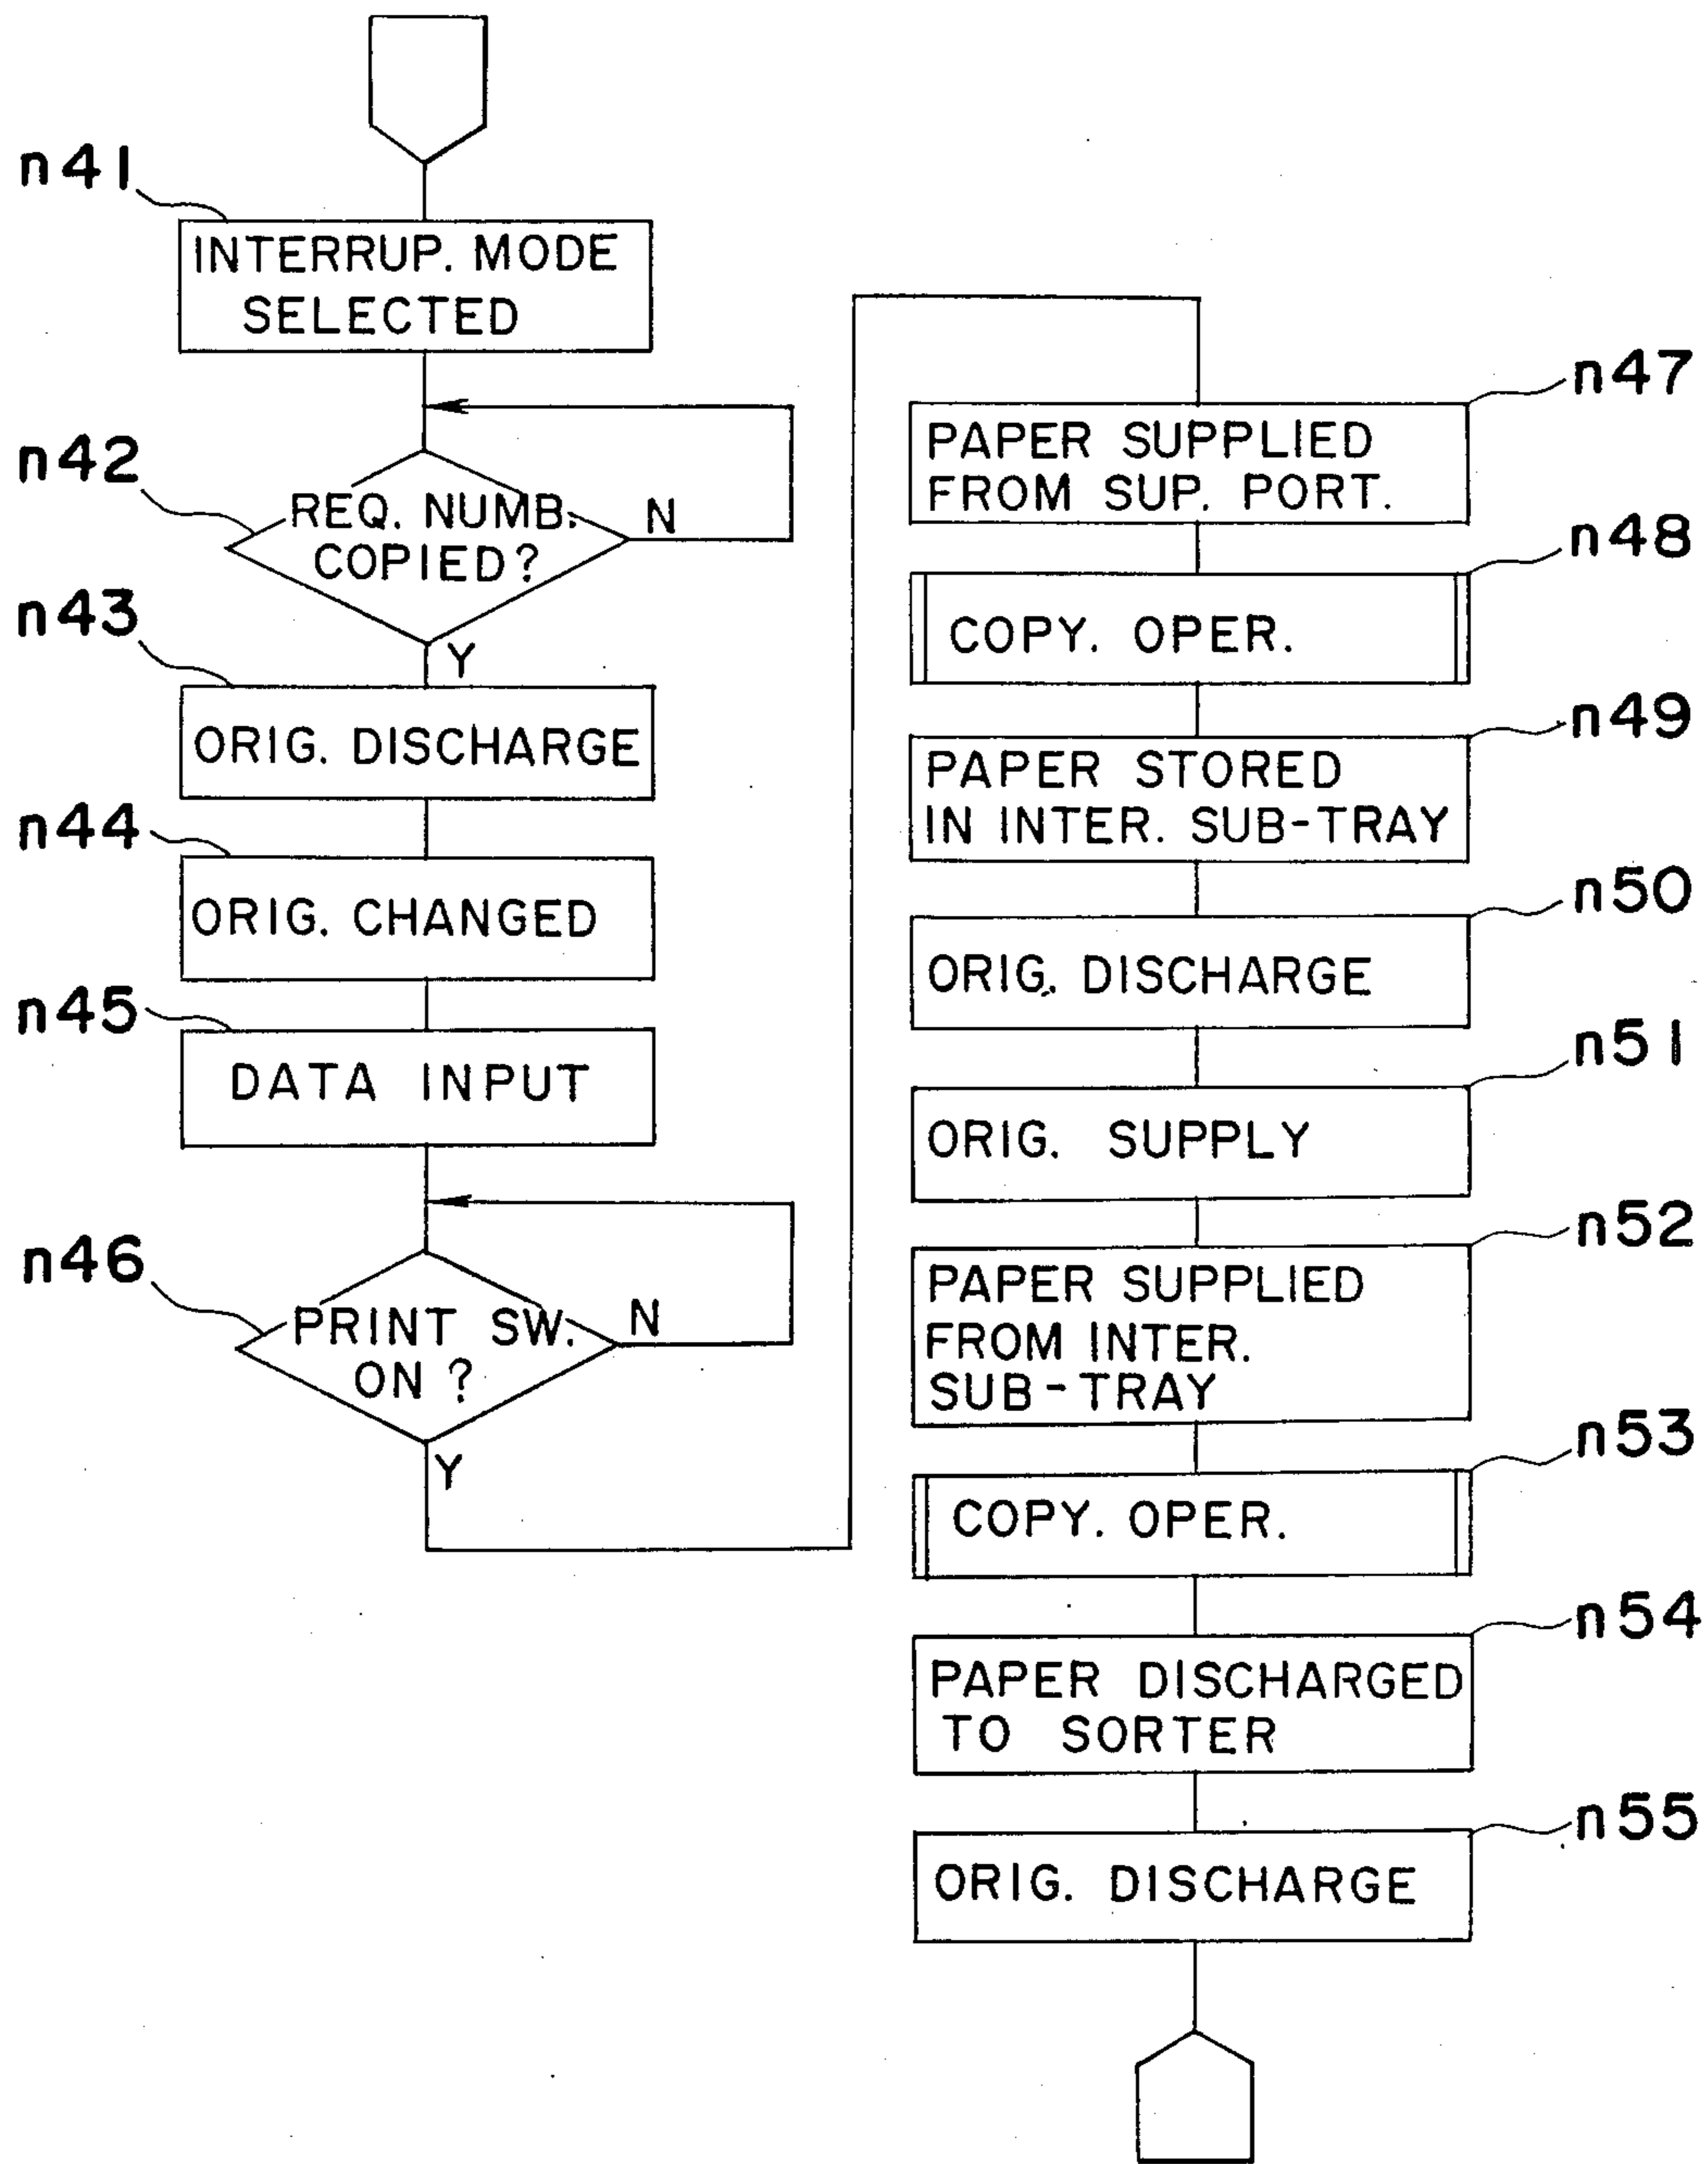 n41
INTERRUP. MODE
SELECTED
n42
REQ. NUMB.
COPIED?
N
Y
n43
ORIG. DISCHARGE
n44
ORIG. CHANGED
n45
DATA INPUT
n46
PRINT SW.
ON ?
N
Y
n47
PAPER SUPPLIED
FROM SUP. PORT.
n48
COPY. OPER.
n49
PAPER STORED
IN INTER. SUB-TRAY
n50
ORIG. DISCHARGE
n51
ORIG. SUPPLY
n52
PAPER SUPPLIED
FROM INTER.
SUB-TRAY
n53
COPY. OPER.
n54
PAPER DISCHARGED
TO SORTER
n55
ORIG. DISCHARGE